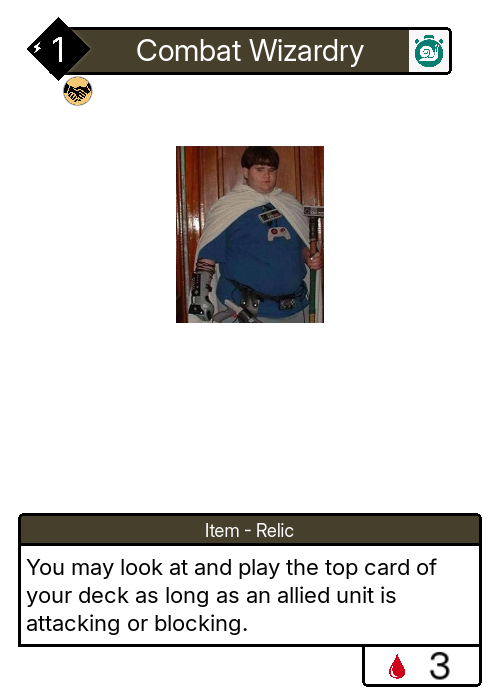 1
Combat Wizardry
Item - Relic
You may look at and play the top card of
your deck as long as an allied unit is
attacking or blocking.
3